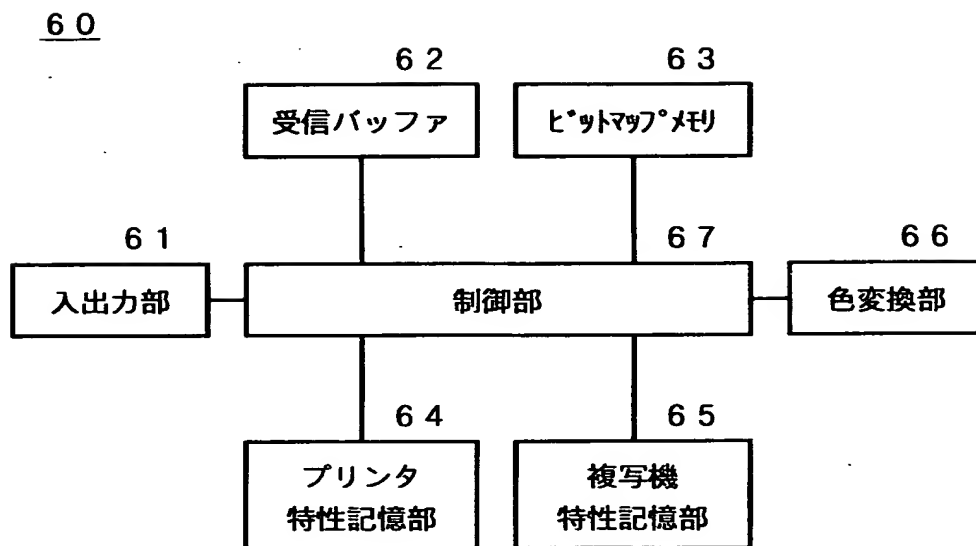 ６０
６２
６３
受信バッファ
ﾋﾞｯﾄﾏｯﾌﾟﾒﾓﾘ
６１
６７
６６
入出力部
制御部
色変換部
６４
６５
プリンタ
特性記憶部
複写機
特性記憶部